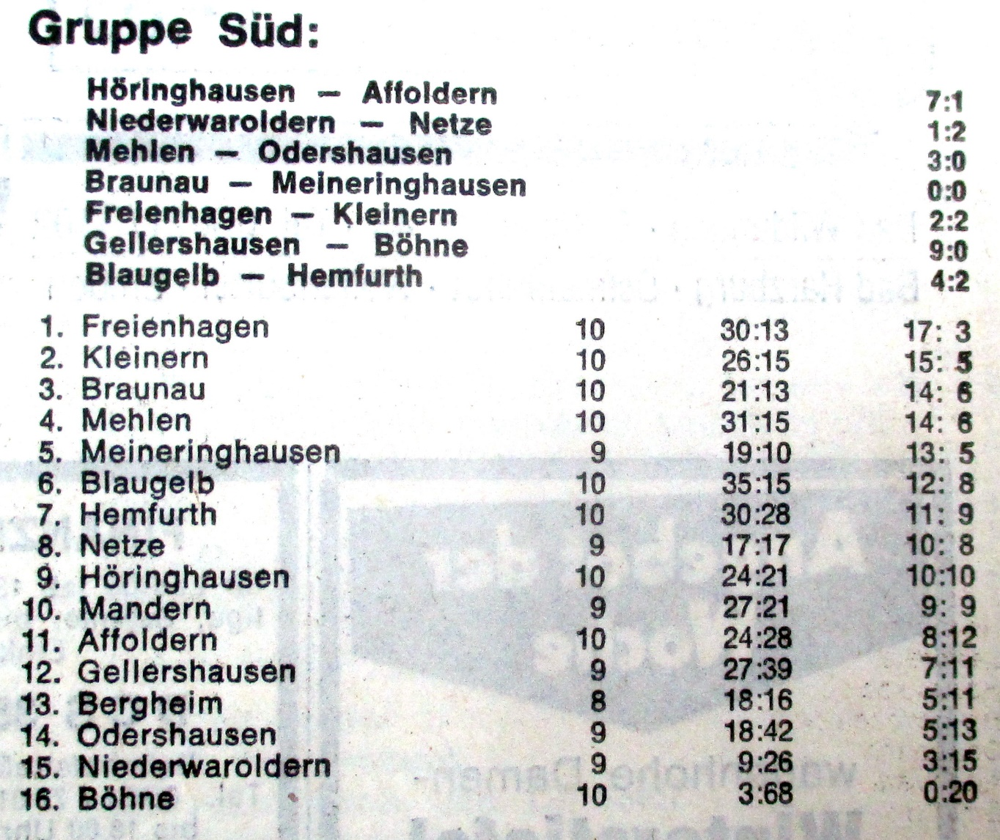 Gruppe Süd:
Höringhausen — Affoldern 7:1
Niederwaroldern — Netze 1:2
Mehlen — Odershausen 3:0
Braunau — Meineringhausen 0:0
Freienhagen — Kleinern 2:2
Gellershausen — Böhne 9:0
Blaugelb — Hemfurth 4:2
1. Freienhagen 10 30:13 17: 3
2. Kleinern 10 26:15 15: 5
3. Braunau 10 21:13 14: 6
4. Mehlen 10 31:15 14: 6
5. Meineringhausen 9 19:10 13: 5
6. Blaugelb 10 35:15 12: 8
7. Hemfurth 10 30:28 11: 9
8. Netze 9 17:17 10: 8
9. Höringhausen 10 24:21 10:10
10. Mandern 9 27:21 9: 9
11. Affoldern 10 24:28 8:12
12. Gellershausen 9 27:39 7:11
13. Bergheim 8 18:16 5:11
14. Odershausen 9 18:42 5:13
15. Niederwaroldern 9 9:26 3:15
16. Böhne 10 3:68 0:20